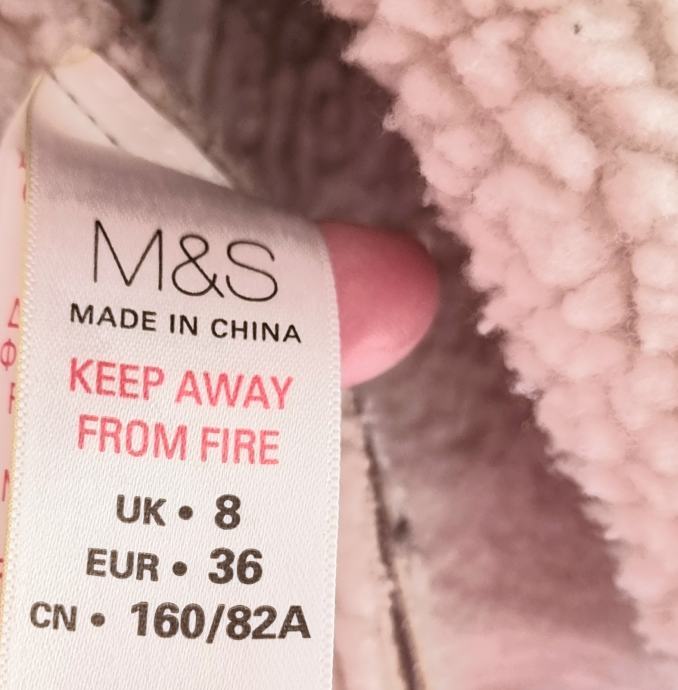 M&S
MADE IN CHINA
KEEP AWAY
FROM FIRE
UK • 8
EUR • 36
CN • 160/82A